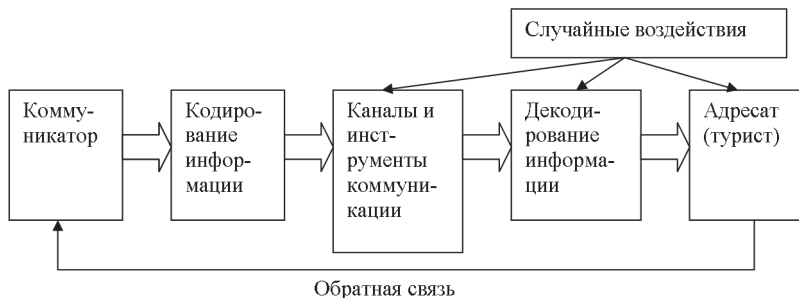 Случайные воздействия
Комму-
никатор
Кодиро-
вание
инфор-
мации
Каналы и
инст-
рументы
коммуни-
кации
Декоди-
рование
информа-
ции
Адресат
(турист)
Обратная связь